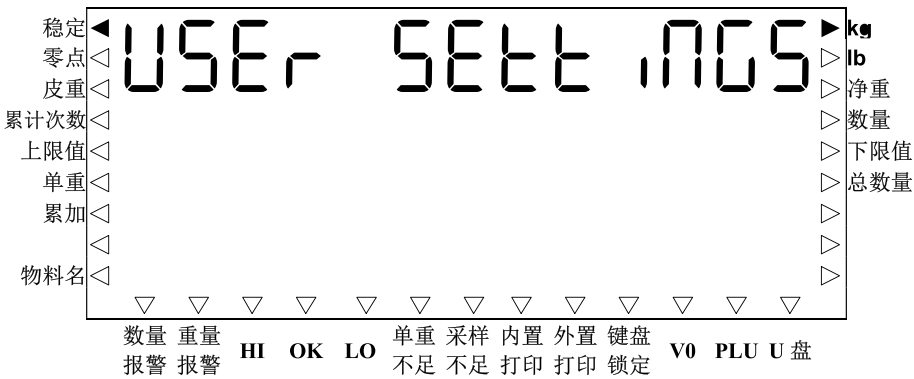 稳定 USEr SEtt inGS kg
零点 lb
皮重 净重
累计次数 数量
上限值 下限值
单重 总数量
累加
物料名
数量报警 重量报警 HI OK LO 单重不足 采样不足 内置打印 外置打印 键盘锁定 V0 PLU U 盘